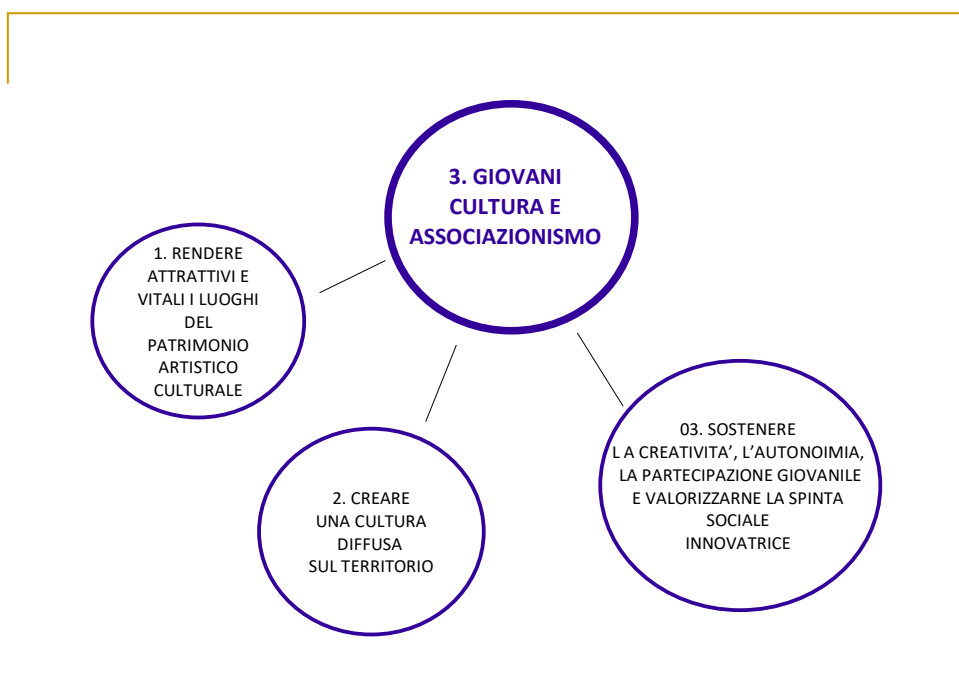 3. GIOVANI
CULTURA E
ASSOCIAZIONISMO
1. RENDERE
ATTRATTIVI E
VITALI I LUOGHI
DEL
PATRIMONIO
ARTISTICO
CULTURALE
2. CREARE
UNA CULTURA
DIFFUSA
SUL TERRITORIO
03. SOSTENERE
L A CREATIVITA’, L’AUTONOIMIA,
LA PARTECIPAZIONE GIOVANILE
E VALORIZZARNE LA SPINTA
SOCIALE
INNOVATRICE